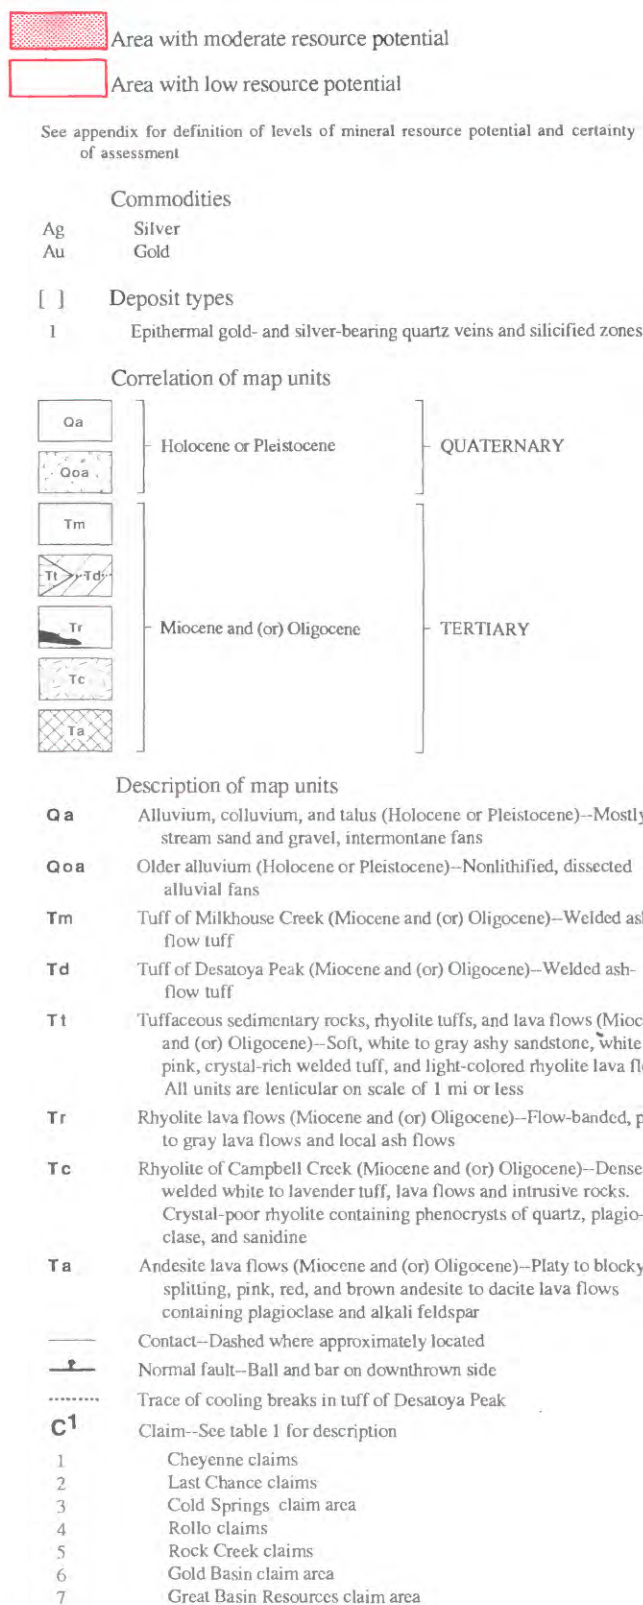 Area with moderate resource potential
Area with low resource potential
See appendix for definition of levels of mineral resource potential and certainty
of assessment
Commodities
Ag Silver
Au Gold
[ ] Deposit types
1 Epithermal gold- and silver-bearing quartz veins and silicified zones
Correlation of map units
Qa
Qoa
Holocene or Pleistocene
QUATERNARY
Tm
Tt Td
Tr
Tc
Ta
Miocene and (or) Oligocene
TERTIARY
Description of map units
Qa Alluvium, colluvium, and talus (Holocene or Pleistocene)--Mostly
stream sand and gravel, intermontane fans
Qoa Older alluvium (Holocene or Pleistocene)--Nonlithified, dissected
alluvial fans
Tm Tuff of Milkhouse Creek (Miocene and (or) Oligocene)--Welded
flow tuff
Td Tuff of Desatoya Peak (Miocene and (or) Oligocene)--Welded ash-
flow tuff
Tt Tuffaceous sedimentary rocks, rhyolite tuffs, and lava flows
and (or) Oligocene)--Soft, white to gray ashy sandstone, white
pink, crystal-rich welded tuff, and light-colored rhyolite lava
All units are lenticular on scale of 1 mi or less
Tr Rhyolite lava flows (Miocene and (or) Oligocene)--Flow-banded,
to gray lava flows and local ash flows
Tc Rhyolite of Campbell Creek (Miocene and (or) Oligocene)--Dense
welded white to lavender tuff, lava flows and intrusive rocks.
Crystal-poor rhyolite containing phenocrysts of quartz, plagio-
clase, and sanidine
Ta Andesite lava flows (Miocene and (or) Oligocene)--Platy to blocky
splitting, pink, red, and brown andesite to dacite lava flows
containing plagioclase and alkali feldspar
Contact--Dashed where approximately located
Normal fault--Ball and bar on downthrown side
Trace of cooling breaks in tuff of Desatoya Peak
C1 Claim--See table 1 for description
1 Cheyenne claims
2 Last Chance claims
3 Cold Springs claim area
4 Rollo claims
5 Rock Creek claims
6 Gold Basin claim area
7 Great Basin Resources claim area